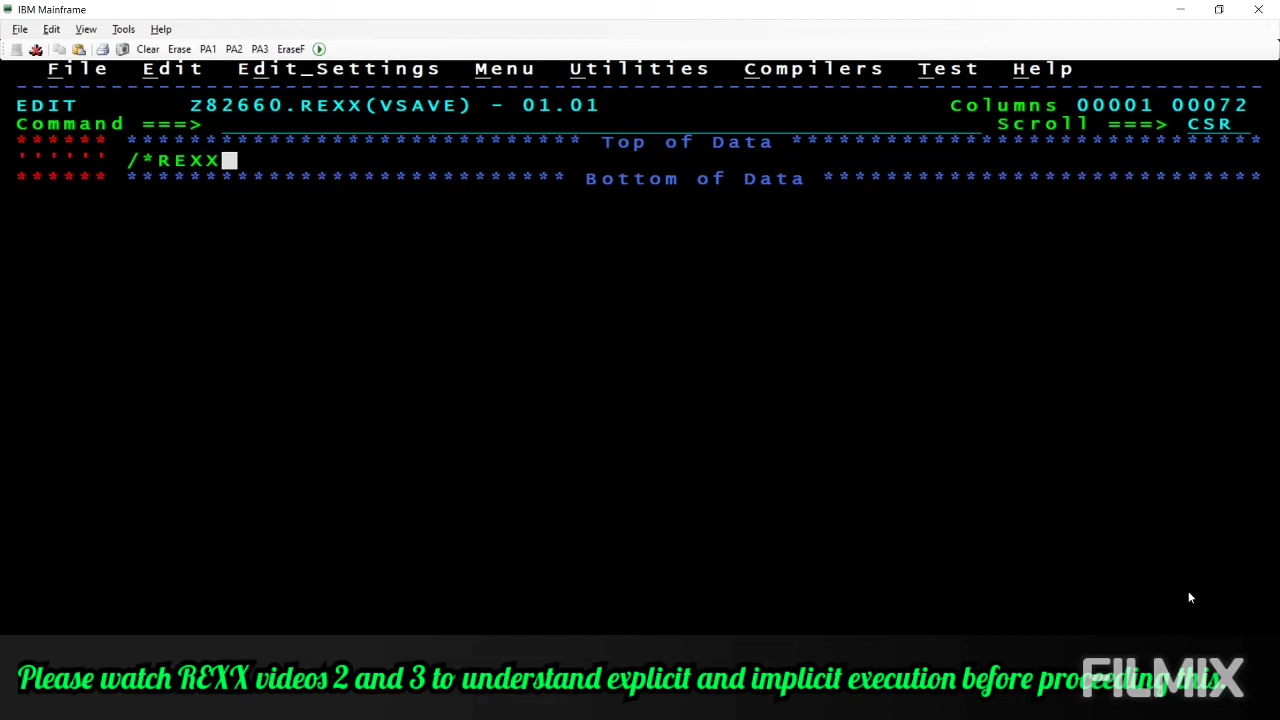 IBM Mainframe
File Edit View Tools Help
Clear Erase PA1 PA2 PA3 EraseF
File Edit Edit_Settings Menu Utilities Compilers Test Help
EDIT Z82660.REXX(VSAVE) - 01.01 Columns 00001 00072
Command ===> Scroll ===> CSR
****** ***************************** Top of Data ******************************
'''''' /*REXX
****** **************************** Bottom of Data ****************************
Please watch REXX videos 2 and 3 to understand explicit and implicit execution before proceeding this.
FILMIX